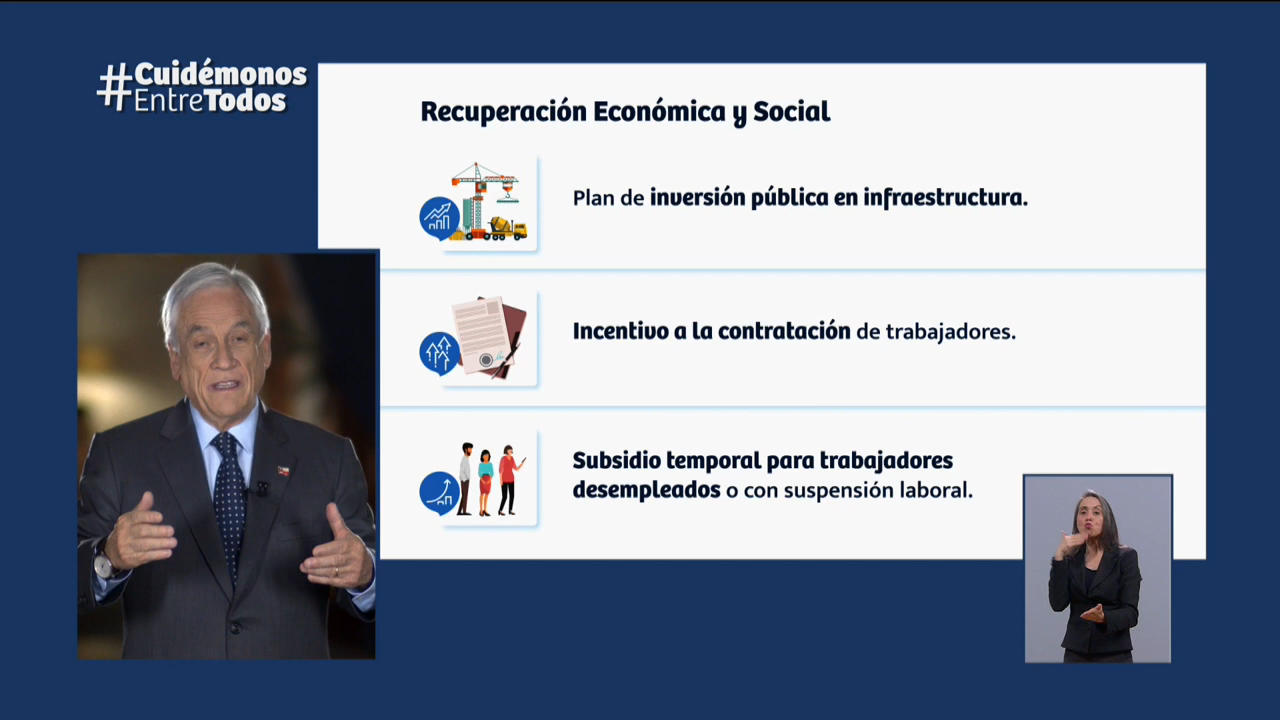 #Cuidémonos
EntreTodos
Recuperación Económica y Social
Plan de inversión pública en infraestructura.
Incentivo a la contratación de trabajadores.
Subsidio temporal para trabajadores
desempleados o con suspensión laboral.